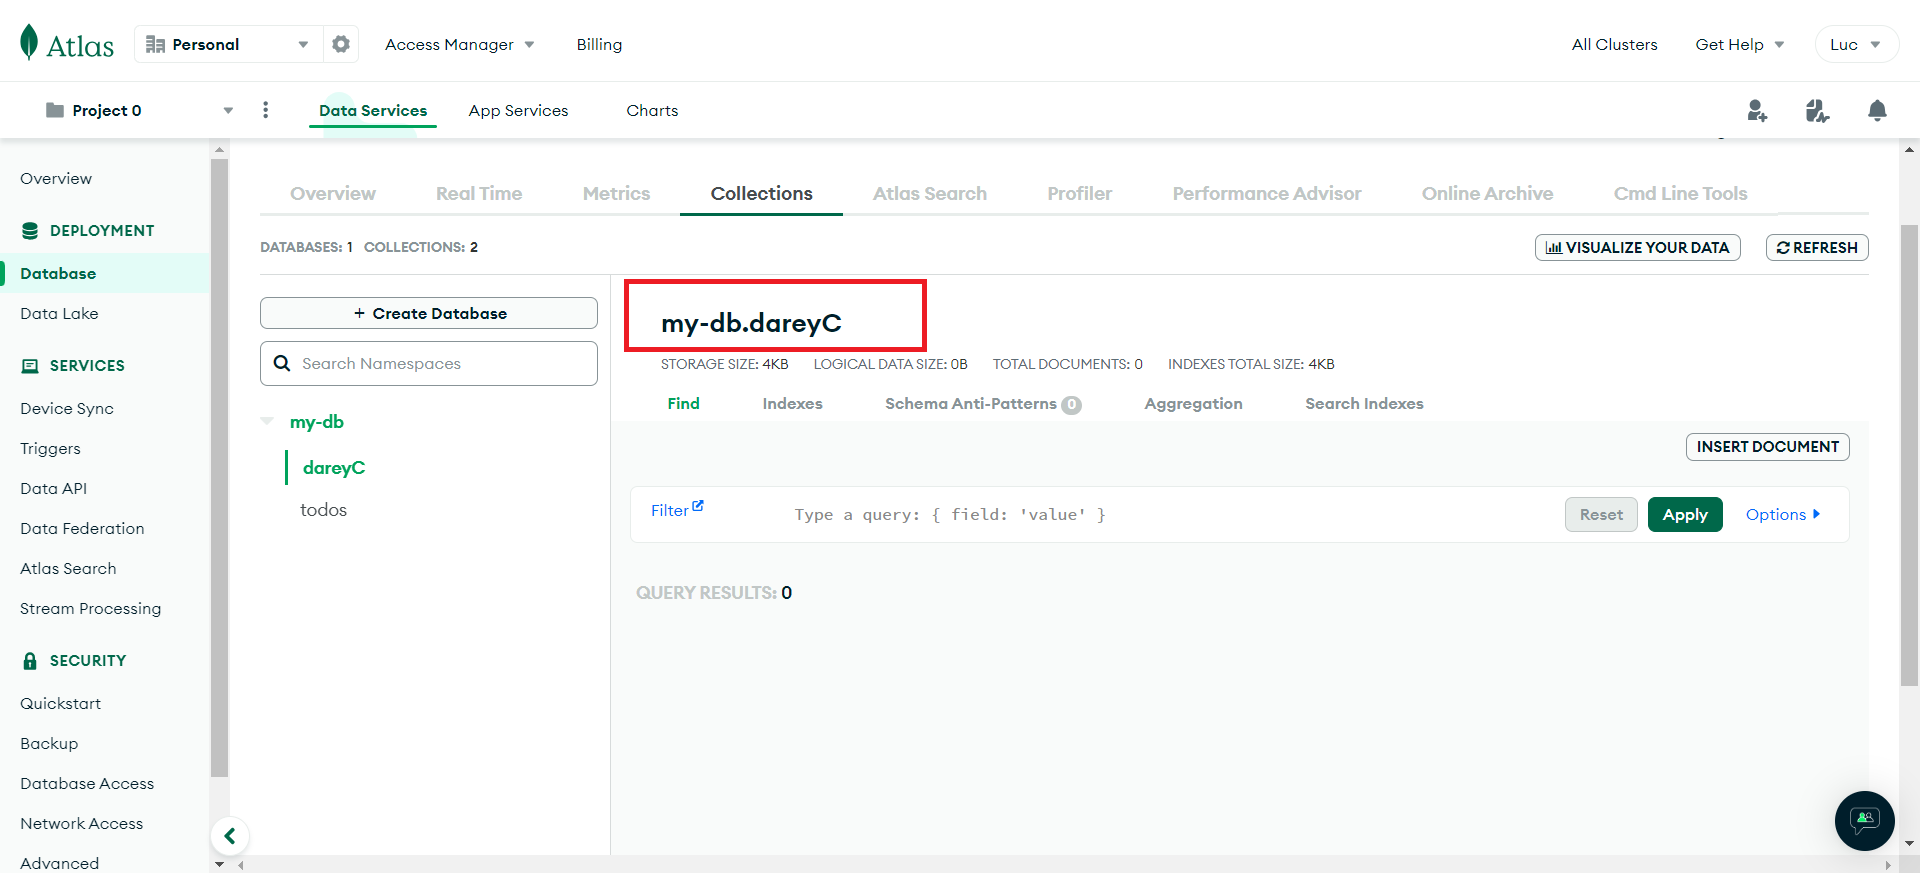 Atlas Personal Access Manager Billing All Clusters Get Help Luc
Project 0 Data Services App Services Charts
Overview
DEPLOYMENT
Database
Data Lake
SERVICES
Device Sync
Triggers
Data API
Data Federation
Atlas Search
Stream Processing
SECURITY
Quickstart
Backup
Database Access
Network Access
Advanced
Overview Real Time Metrics Collections Atlas Search Profiler Performance Advisor Online Archive Cmd Line Tools
DATABASES: 1 COLLECTIONS: 2 VISUALIZE YOUR DATA REFRESH
+ Create Database
Search Namespaces
my-db
dareyC
todos
my-db.dareyC
STORAGE SIZE: 4KB LOGICAL DATA SIZE: 0B TOTAL DOCUMENTS: 0 INDEXES TOTAL SIZE: 4KB
Find Indexes Schema Anti-Patterns 0 Aggregation Search Indexes
INSERT DOCUMENT
Filter Type a query: { field: 'value' } Reset Apply Options
QUERY RESULTS: 0